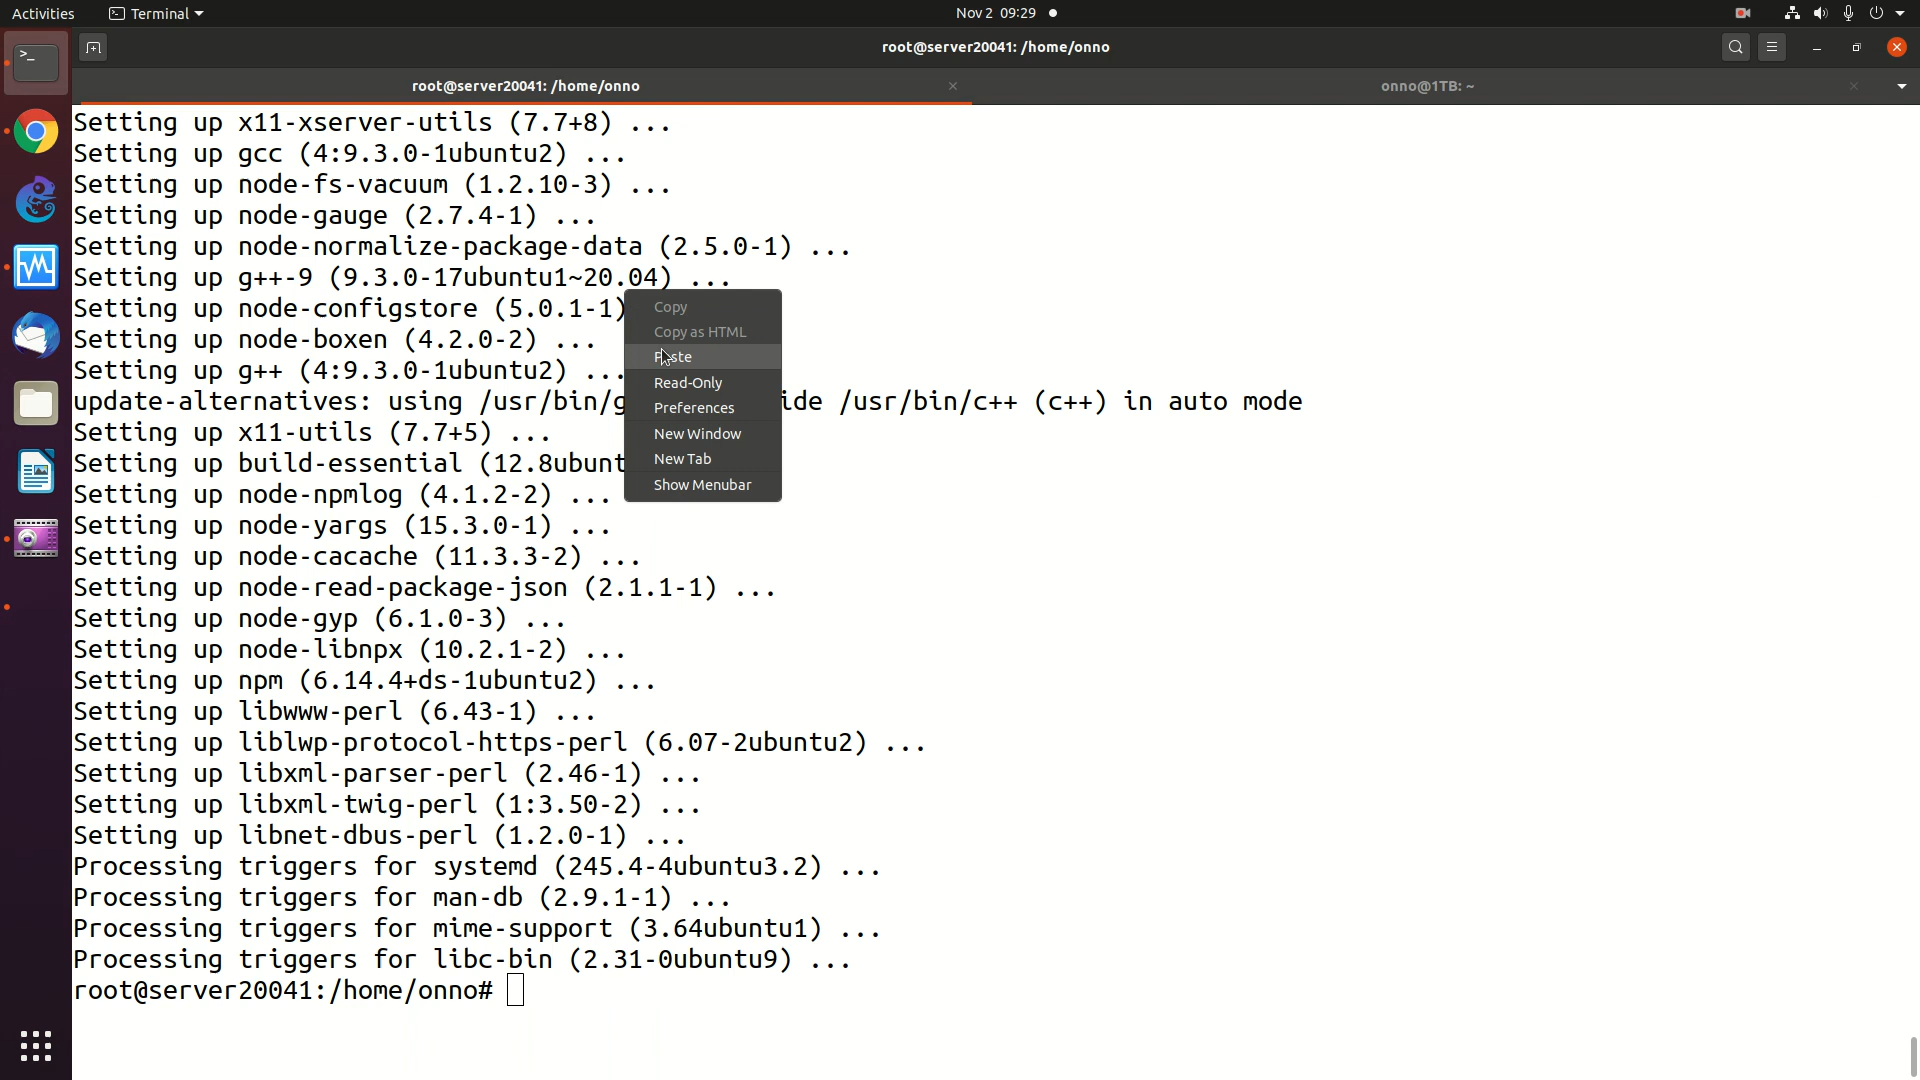 Activities
Terminal
Nov 2 09:29
root@server20041: /home/onno
root@server20041: /home/onno
onno@1TB: ~
Setting up x11-xserver-utils (7.7+8) ...
Setting up gcc (4:9.3.0-1ubuntu2) ...
Setting up node-fs-vacuum (1.2.10-3) ...
Setting up node-gauge (2.7.4-1) ...
Setting up node-normalize-package-data (2.5.0-1) ...
Setting up g++-9 (9.3.0-17ubuntu1~20.04) ...
Setting up node-configstore (5.0.1-1)
Setting up node-boxen (4.2.0-2) ...
Setting up g++ (4:9.3.0-1ubuntu2) ...
update-alternatives: using /usr/bin/g ide /usr/bin/c++ (c++) in auto mode
Setting up x11-utils (7.7+5) ...
Setting up build-essential (12.8ubunt
Setting up node-npmlog (4.1.2-2) ...
Setting up node-yargs (15.3.0-1) ...
Setting up node-cacache (11.3.3-2) ...
Setting up node-read-package-json (2.1.1-1) ...
Setting up node-gyp (6.1.0-3) ...
Setting up node-libnpx (10.2.1-2) ...
Setting up npm (6.14.4+ds-1ubuntu2) ...
Setting up libwww-perl (6.43-1) ...
Setting up liblwp-protocol-https-perl (6.07-2ubuntu2) ...
Setting up libxml-parser-perl (2.46-1) ...
Setting up libxml-twig-perl (1:3.50-2) ...
Setting up libnet-dbus-perl (1.2.0-1) ...
Processing triggers for systemd (245.4-4ubuntu3.2) ...
Processing triggers for man-db (2.9.1-1) ...
Processing triggers for mime-support (3.64ubuntu1) ...
Processing triggers for libc-bin (2.31-0ubuntu9) ...
root@server20041:/home/onno#
Copy
Copy as HTML
Paste
Read-Only
Preferences
New Window
New Tab
Show Menubar